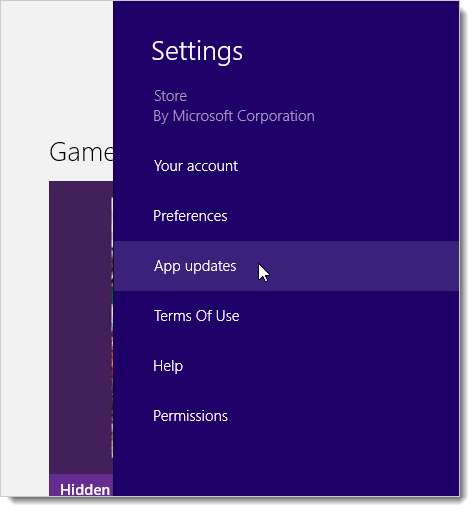 Settings
Store
By Microsoft Corporation
Game
Your account
Preferences
App updates
Terms Of Use
Help
Permissions
Hidden